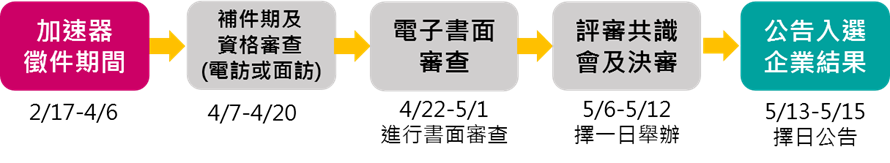 加速器
徵件期間
2/17-4/6
補件期及
資格審查
(電訪或面訪)
4/7-4/20
電子書面
審查
4/22-5/1
進行書面審查
評審共識
會及決審
5/6-5/12
擇一日舉辦
公告入選
企業結果
5/13-5/15
擇日公告